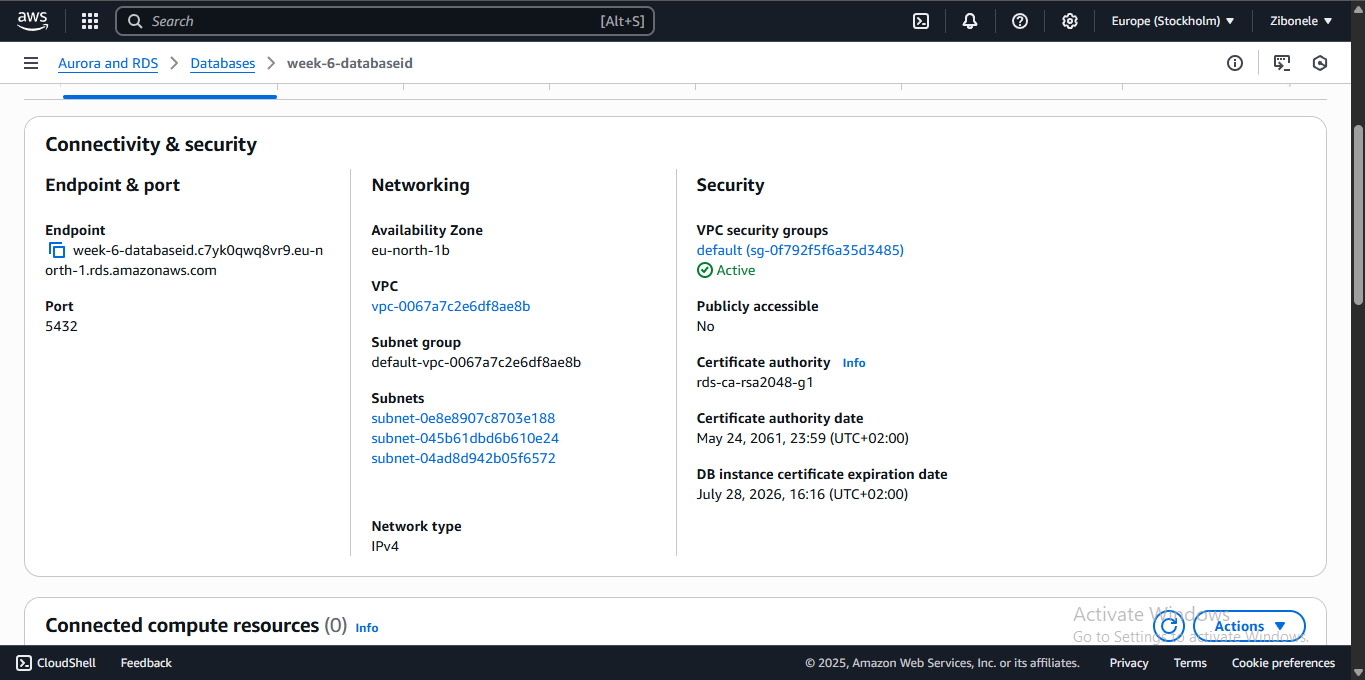 aws
Search [Alt+S] Europe (Stockholm) Zibonele
Aurora and RDS Databases week-6-databaseid
Connectivity & security
Endpoint & port
Endpoint
week-6-databaseid.c7yk0qwq8vr9.eu-n
orth-1.rds.amazonaws.com
Port
5432
Networking
Availability Zone
eu-north-1b
VPC
vpc-0067a7c2e6df8ae8b
Subnet group
default-vpc-0067a7c2e6df8ae8b
Subnets
subnet-0e8e8907c8703e188
subnet-045b61dbd6b610e24
subnet-04ad8d942b05f6572
Network type
IPv4
Security
VPC security groups
default (sg-0f792f5f6a35d3485)
Active
Publicly accessible
No
Certificate authority Info
rds-ca-rsa2048-g1
Certificate authority date
May 24, 2061, 23:59 (UTC+02:00)
DB instance certificate expiration date
July 28, 2026, 16:16 (UTC+02:00)
Connected compute resources (0) Info
Actions
Activate Windows
Go to Settings to activate Windows.
CloudShell Feedback © 2025, Amazon Web Services, Inc. or its affiliates. Privacy Terms Cookie preferences